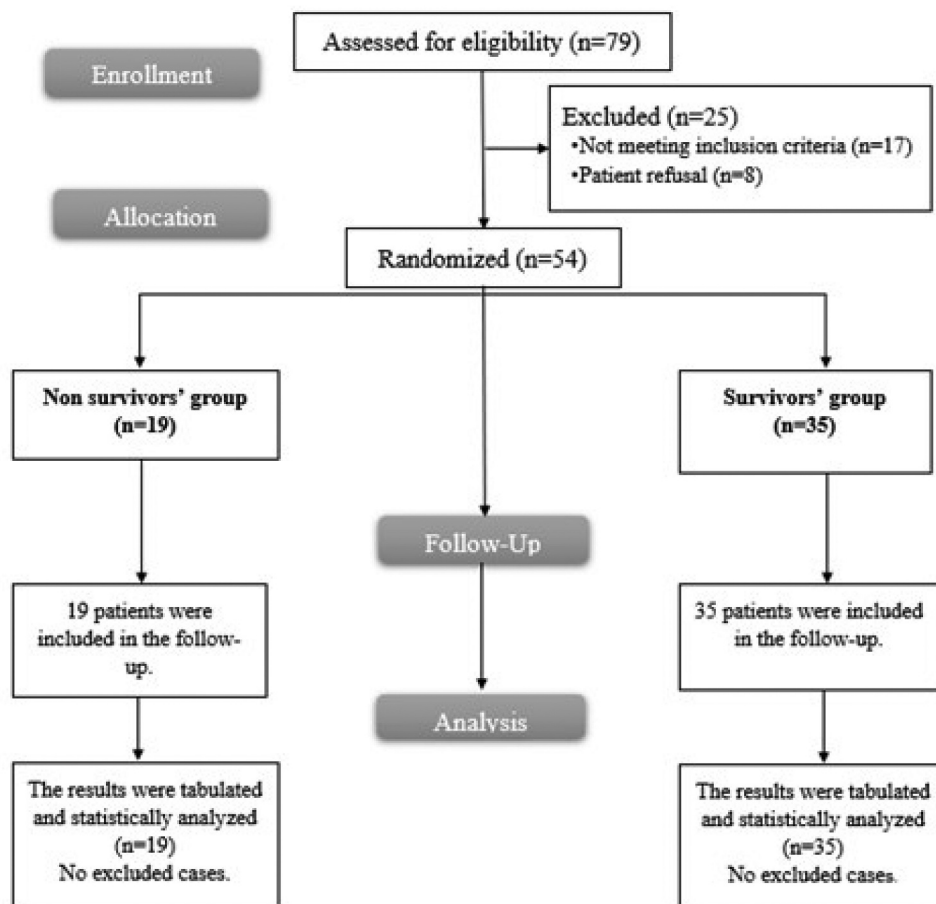 Assessed for eligibility (n=79)
Enrollment
Excluded (n=25)
•Not meeting inclusion criteria (n=17)
•Patient refusal (n=8)
Allocation
Randomized (n=54)
Non survivors’ group
(n=19)
Survivors’ group
(n=35)
Follow-Up
19 patients were
included in the follow-
up.
35 patients were included
in the follow-up.
Analysis
The results were tabulated
and statistically analyzed
(n=19)
No excluded cases.
The results were tabulated
and statistically analyzed
(n=35)
No excluded cases.